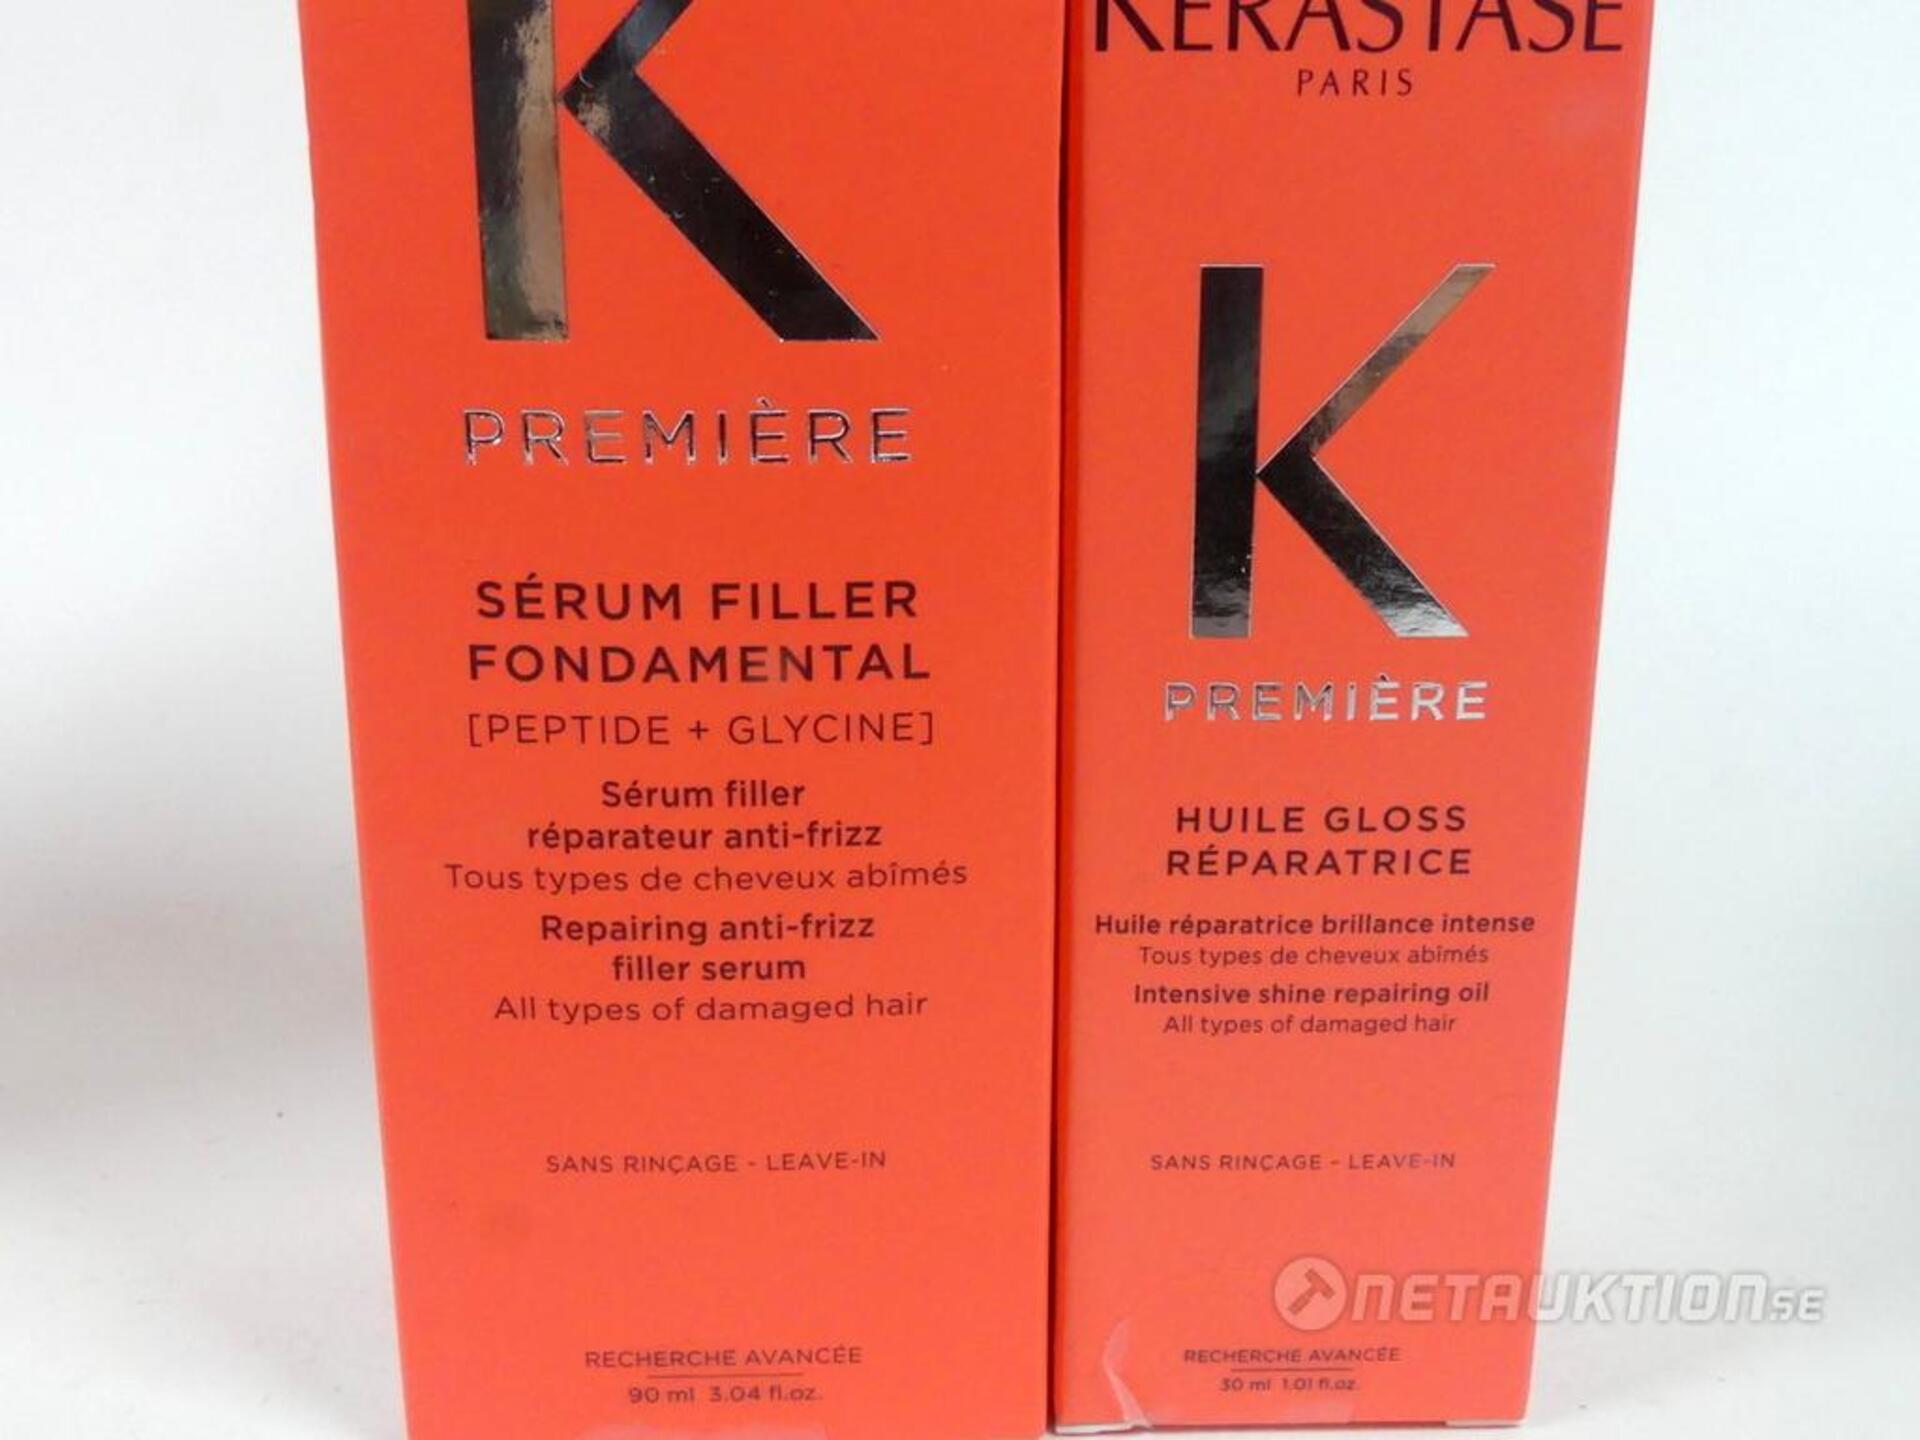 K
PREMIÈRE
SÉRUM FILLER
FONDAMENTAL
[PEPTIDE + GLYCINE]
Sérum filler
réparateur anti-frizz
Tous types de cheveux abîmés
Repairing anti-frizz
filler serum
All types of damaged hair
SANS RINÇAGE - LEAVE-IN
RECHERCHE AVANCÉE
90 ml 3.04 fl.oz.
KÉRASTASE
PARIS
K
PREMIÈRE
HUILE GLOSS
RÉPARATRICE
Huile réparatrice brillance intense
Tous types de cheveux abîmés
Intensive shine repairing oil
All types of damaged hair
SANS RINÇAGE - LEAVE-IN
RECHERCHE AVANCÉE
30 ml 1.01 fl.oz.
NETAUKTION.SE